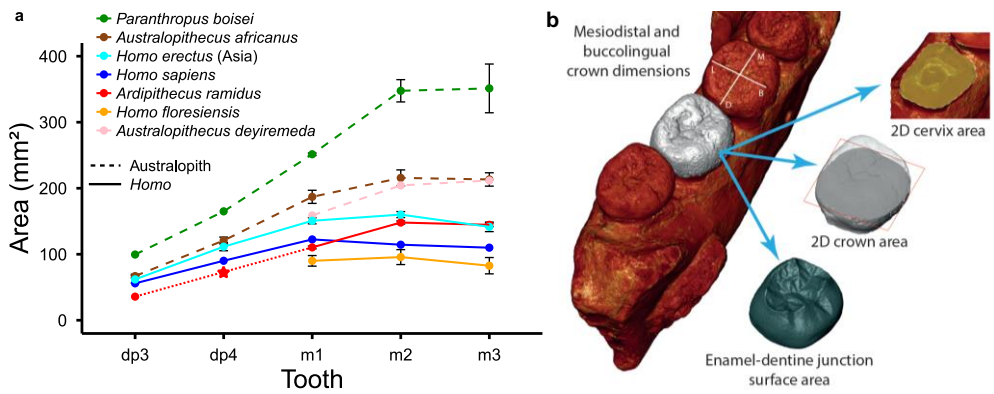 a
Paranthropus boisei
Australopithecus africanus
Homo erectus (Asia)
Homo sapiens
Ardipithecus ramidus
Homo floresiensis
Australopithecus deyiremeda
Australopith
Homo
Area (mm²)
400
300
200
100
0
dp3 dp4 m1 m2 m3
Tooth
b
Mesiodistal and
buccolingual
crown dimensions
M
L
B
D
2D cervix area
2D crown area
Enamel-dentine junction
surface area